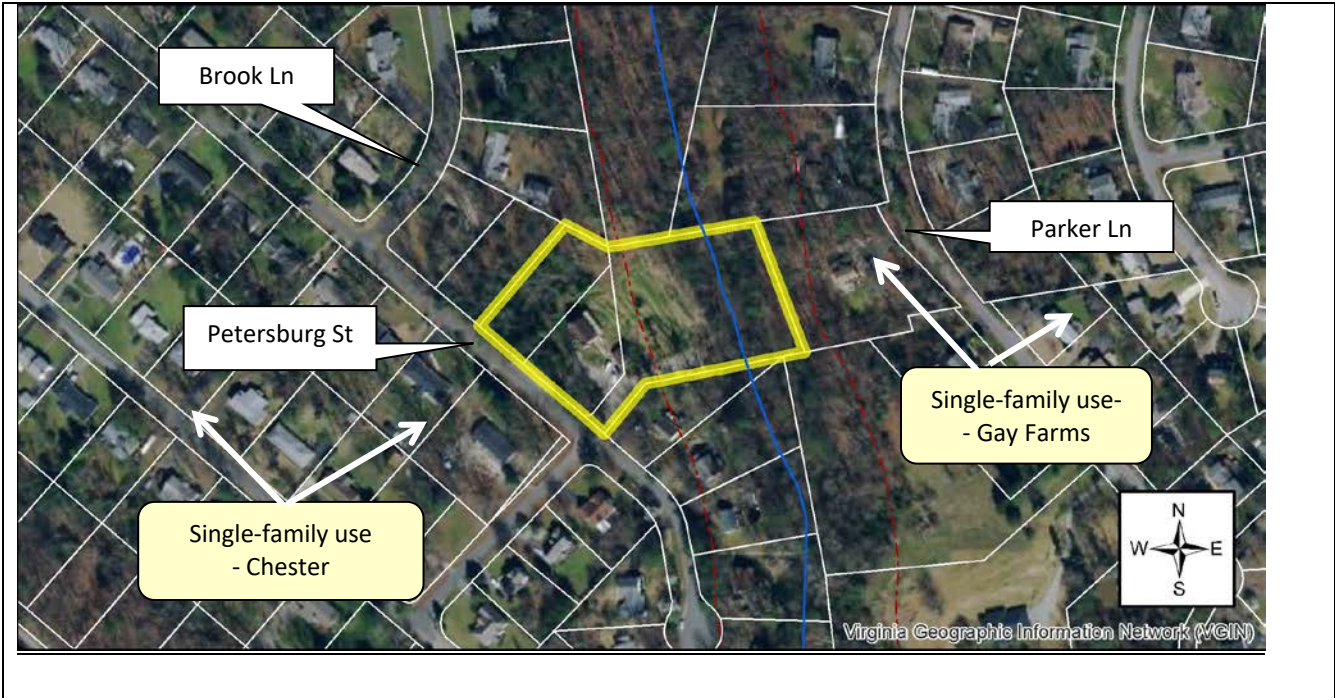 Brook Ln
Parker Ln
Petersburg St
Single-family use-
- Gay Farms
Single-family use
- Chester
N
W E
S
Virginia Geographic Information Network (VGIN)